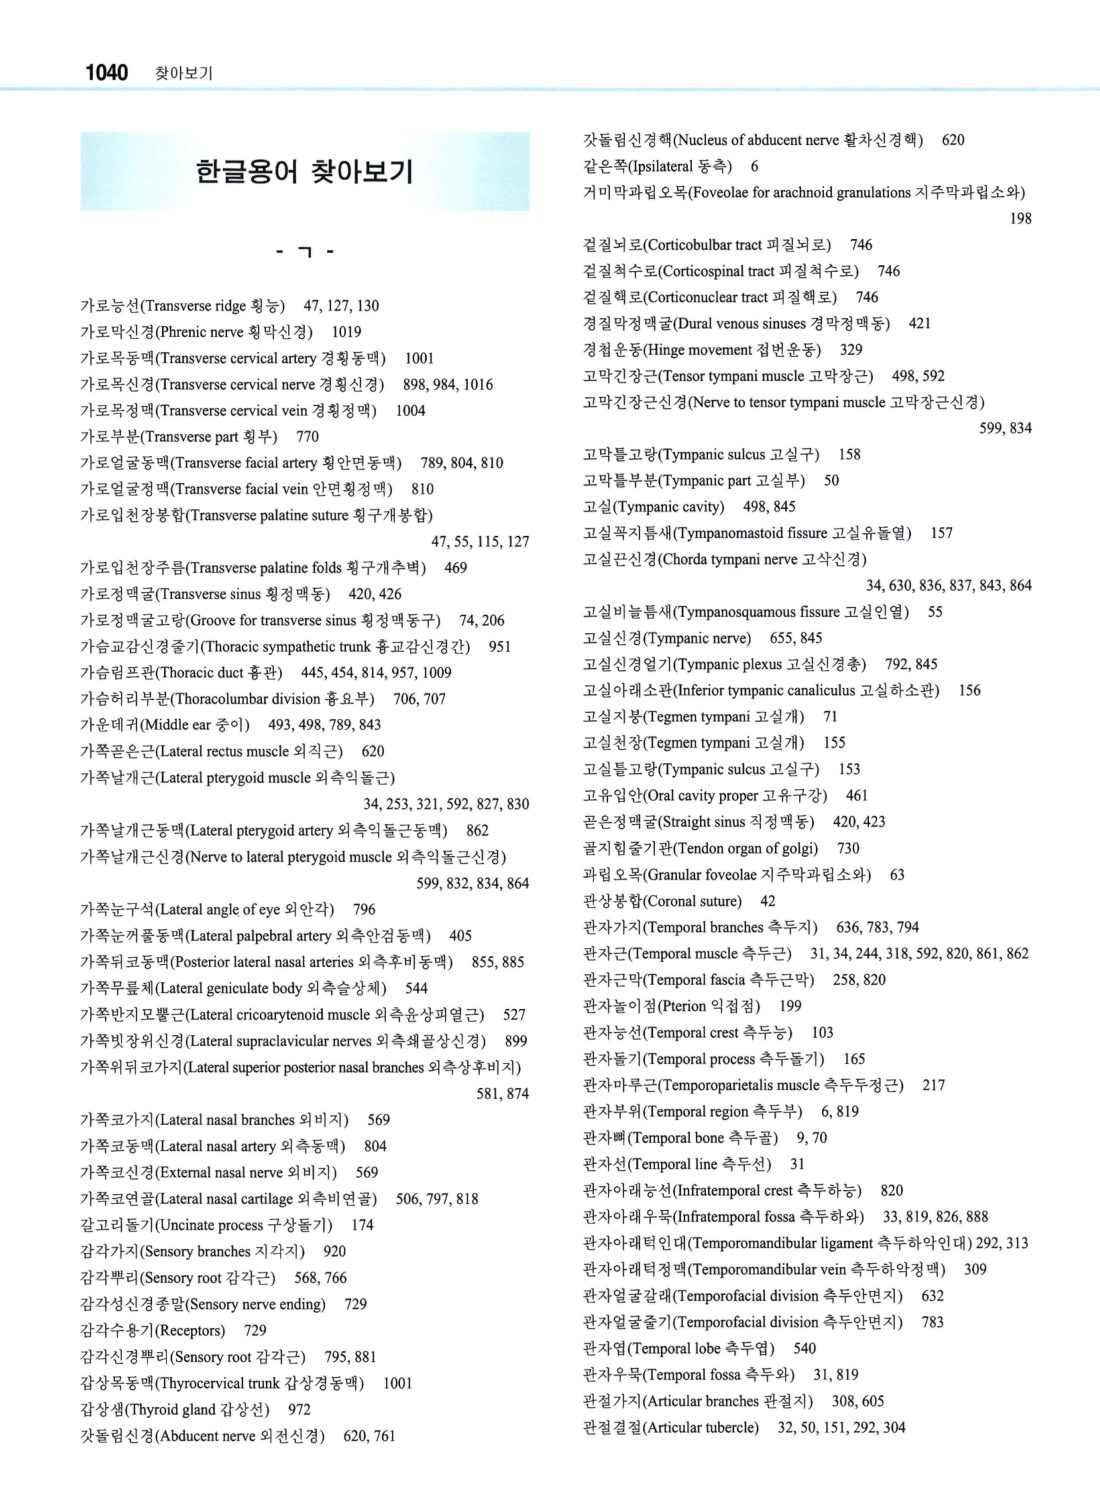 1040 찾아보기
한글용어 찾아보기
- ㄱ -
가로능선(Transverse ridge 횡능) 47, 127, 130
가로막신경(Phrenic nerve 횡막신경) 1019
가로목동맥(Transverse cervical artery 경횡동맥) 1001
가로목신경(Transverse cervical nerve 경횡신경) 898, 984, 1016
가로목정맥(Transverse cervical vein 경횡정맥) 1004
가로부분(Transverse part 횡부) 770
가로얼굴동맥(Transverse facial artery 횡안면동맥) 789, 804, 810
가로얼굴정맥(Transverse facial vein 안면횡정맥) 810
가로입천장봉합(Transverse palatine suture 횡구개봉합)
47, 55, 115, 127
가로입천장주름(Transverse palatine folds 횡구개추벽) 469
가로정맥굴(Transverse sinus 횡정맥동) 420, 426
가로정맥굴고랑(Groove for transverse sinus 횡정맥동구) 74, 206
가슴교감신경줄기(Thoracic sympathetic trunk 흉교감신경간) 951
가슴림프관(Thoracic duct 흉관) 445, 454, 814, 957, 1009
가슴허리부분(Thoracolumbar division 흉요부) 706, 707
가운데귀(Middle ear 중이) 493, 498, 789, 843
가쪽곧은근(Lateral rectus muscle 외직근) 620
가쪽날개근(Lateral pterygoid muscle 외측익돌근)
34, 253, 321, 592, 827, 830
가쪽날개근동맥(Lateral pterygoid artery 외측익돌근동맥) 862
가쪽날개근신경(Nerve to lateral pterygoid muscle 외측익돌근신경)
599, 832, 834, 864
가쪽눈구석(Lateral angle of eye 외안각) 796
가쪽눈꺼풀동맥(Lateral palpebral artery 외측안검동맥) 405
가쪽뒤코동맥(Posterior lateral nasal arteries 외측후비동맥) 855, 885
가쪽무릎체(Lateral geniculate body 외측슬상체) 544
가쪽반지모뿔근(Lateral cricoarytenoid muscle 외측윤상피열근) 527
가쪽빗장위신경(Lateral supraclavicular nerves 외측쇄골상신경) 899
가쪽위뒤코가지(Lateral superior posterior nasal branches 외측상후비지)
581, 874
가쪽코가지(Lateral nasal branches 외비지) 569
가쪽코동맥(Lateral nasal artery 외측동맥) 804
가쪽코신경(External nasal nerve 외비지) 569
가쪽코연골(Lateral nasal cartilage 외측비연골) 506, 797, 818
갈고리돌기(Uncinate process 구상돌기) 174
감각가지(Sensory branches 지각지) 920
감각뿌리(Sensory root 감각근) 568, 766
감각성신경종말(Sensory nerve ending) 729
감각수용기(Receptors) 729
감각신경뿌리(Sensory root 감각근) 795, 881
갑상목동맥(Thyrocervical trunk 갑상경동맥) 1001
갑상샘(Thyroid gland 갑상선) 972
갓돌림신경(Abducent nerve 외전신경) 620, 761
갓돌림신경핵(Nucleus of abducent nerve 활차신경핵) 620
같은쪽(Ipsilateral 동측) 6
거미막과립오목(Foveolae for arachnoid granulations 지주막과립소와)
198
겉질뇌로(Corticobulbar tract 피질뇌로) 746
겉질척수로(Corticospinal tract 피질척수로) 746
겉질핵로(Corticonuclear tract 피질핵로) 746
경질막정맥굴(Dural venous sinuses 경막정맥동) 421
경첩운동(Hinge movement 접번운동) 329
고막긴장근(Tensor tympani muscle 고막장근) 498, 592
고막긴장근신경(Nerve to tensor tympani muscle 고막장근신경)
599, 834
고막틀고랑(Tympanic sulcus 고실구) 158
고막틀부분(Tympanic part 고실부) 50
고실(Tympanic cavity) 498, 845
고실꼭지틈새(Tympanomastoid fissure 고실유돌열) 157
고실끈신경(Chorda tympani nerve 고삭신경)
34, 630, 836, 837, 843, 864
고실비늘틈새(Tympanosquamous fissure 고실인열) 55
고실신경(Tympanic nerve) 655, 845
고실신경얼기(Tympanic plexus 고실신경총) 792, 845
고실아래소관(Inferior tympanic canaliculus 고실하소관) 156
고실지붕(Tegmen tympani 고실개) 71
고실천장(Tegmen tympani 고실개) 155
고실틀고랑(Tympanic sulcus 고실구) 153
고유입안(Oral cavity proper 고유구강) 461
곧은정맥굴(Straight sinus 직정맥동) 420, 423
골지힘줄기관(Tendon organ of golgi) 730
과립오목(Granular foveolae 지주막과립소와) 63
관상봉합(Coronal suture) 42
관자가지(Temporal branches 측두지) 636, 783, 794
관자근(Temporal muscle 측두근) 31, 34, 244, 318, 592, 820, 861, 862
관자근막(Temporal fascia 측두근막) 258, 820
관자놀이점(Pterion 익접점) 199
관자능선(Temporal crest 측두능) 103
관자돌기(Temporal process 측두돌기) 165
관자마루근(Temporoparietalis muscle 측두두정근) 217
관자부위(Temporal region 측두부) 6, 819
관자뼈(Temporal bone 측두골) 9, 70
관자선(Temporal line 측두선) 31
관자아래능선(Infratemporal crest 측두하능) 820
관자아래우묵(Infratemporal fossa 측두하와) 33, 819, 826, 888
관자아래턱인대(Temporomandibular ligament 측두하악인대) 292, 313
관자아래턱정맥(Temporomandibular vein 측두하악정맥) 309
관자얼굴갈래(Temporofacial division 측두안면지) 632
관자얼굴줄기(Temporofacial division 측두안면지) 783
관자엽(Temporal lobe 측두엽) 540
관자우묵(Temporal fossa 측두와) 31, 819
관절가지(Articular branches 관절지) 308, 605
관절결절(Articular tubercle) 32, 50, 151, 292, 304